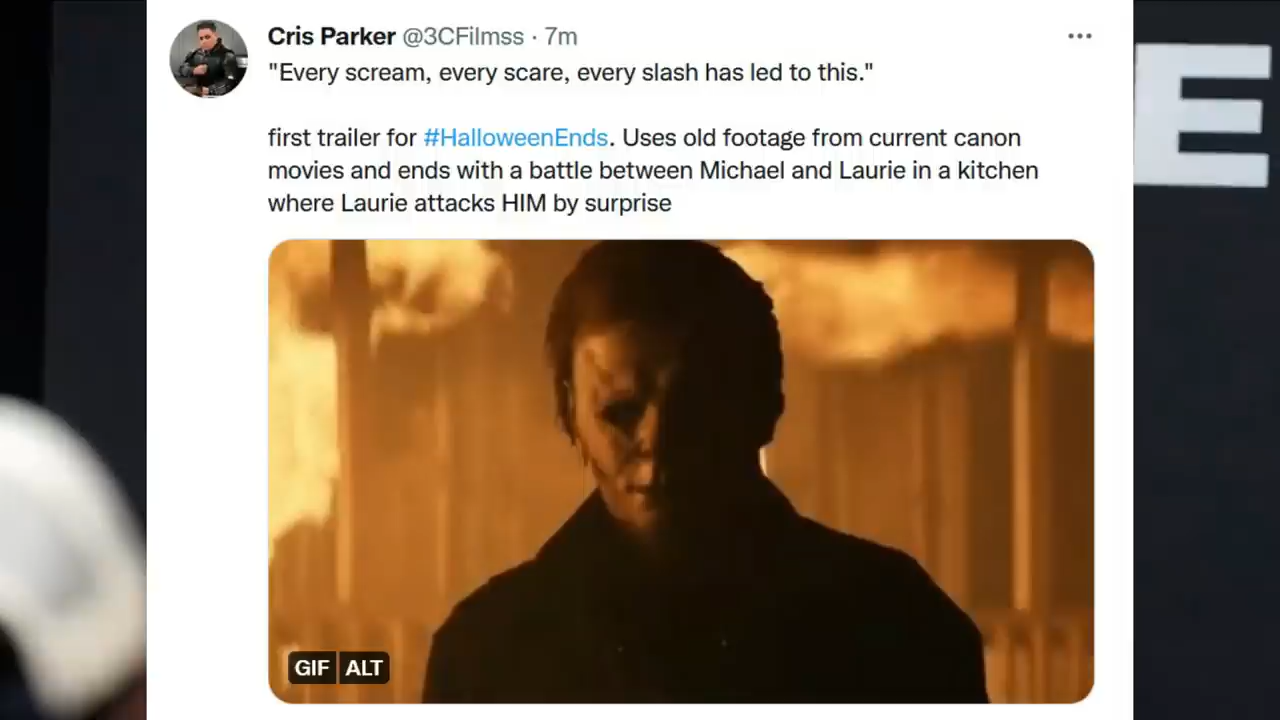 Cris Parker @3CFilmss · 7m
"Every scream, every scare, every slash has led to this."
first trailer for #HalloweenEnds. Uses old footage from current canon
movies and ends with a battle between Michael and Laurie in a kitchen
where Laurie attacks HIM by surprise
E
GIF ALT